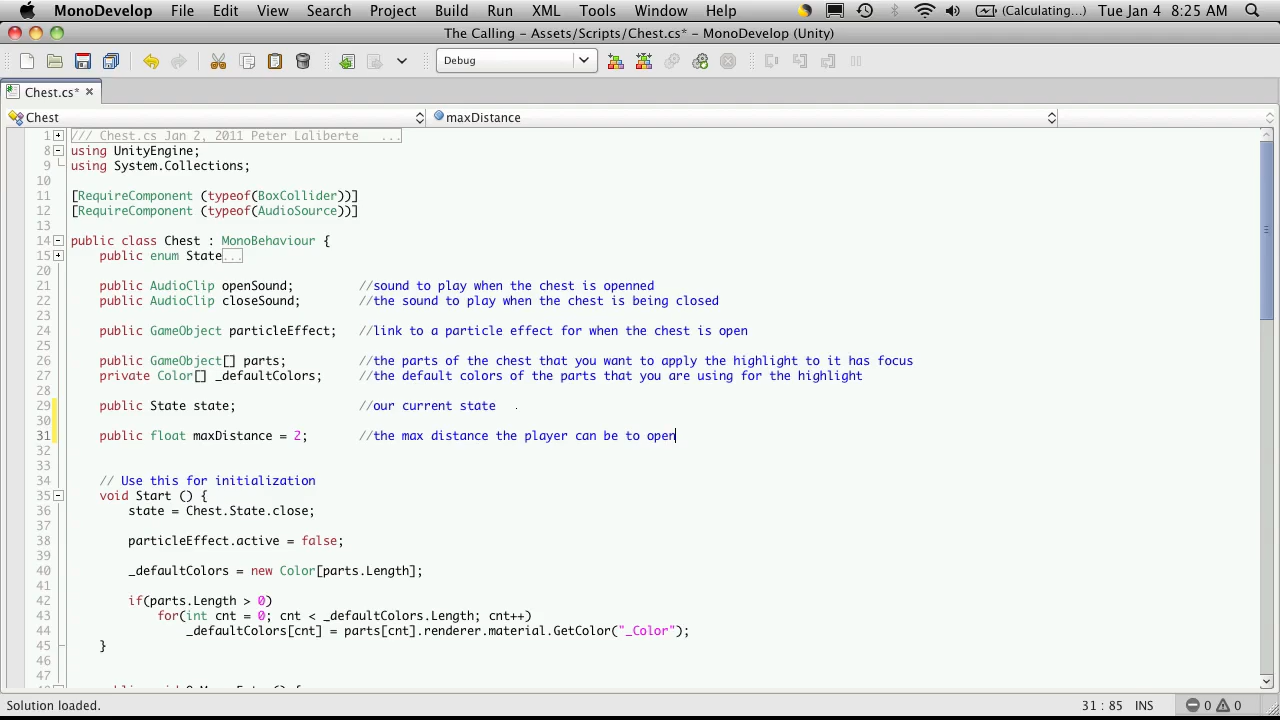 MonoDevelop File Edit View Search Project Build Run XML Tools Window Help (Calculating...) Tue Jan 4 8:25 AM
The Calling - Assets/Scripts/Chest.cs* - MonoDevelop (Unity)
Debug
Chest.cs*
Chest maxDistance
1 /// Chest.cs Jan 2, 2011 Peter Laliberte ...
8 using UnityEngine;
9 using System.Collections;
10
11 [RequireComponent (typeof(BoxCollider))]
12 [RequireComponent (typeof(AudioSource))]
13
14 public class Chest : MonoBehaviour {
15 public enum State...
20
21 public AudioClip openSound; //sound to play when the chest is openned
22 public AudioClip closeSound; //the sound to play when the chest is being closed
23
24 public GameObject particleEffect; //link to a particle effect for when the chest is open
25
26 public GameObject[] parts; //the parts of the chest that you want to apply the highlight to it has focus
27 private Color[] _defaultColors; //the default colors of the parts that you are using for the highlight
28
29 public State state; //our current state
30
31 public float maxDistance = 2; //the max distance the player can be to open
32
33
34 // Use this for initialization
35 void Start () {
36 state = Chest.State.close;
37
38 particleEffect.active = false;
39
40 _defaultColors = new Color[parts.Length];
41
42 if(parts.Length > 0)
43 for(int cnt = 0; cnt < _defaultColors.Length; cnt++)
44 _defaultColors[cnt] = parts[cnt].renderer.material.GetColor("_Color");
45 }
46
47
Solution loaded. 31 : 85 INS 0 0